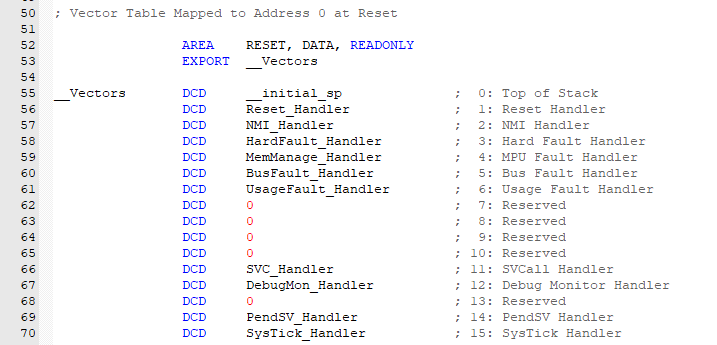 50 ; Vector Table Mapped to Address 0 at Reset
51
52 AREA RESET, DATA, READONLY
53 EXPORT __Vectors
54
55 __Vectors DCD __initial_sp ; 0: Top of Stack
56 DCD Reset_Handler ; 1: Reset Handler
57 DCD NMI_Handler ; 2: NMI Handler
58 DCD HardFault_Handler ; 3: Hard Fault Handler
59 DCD MemManage_Handler ; 4: MPU Fault Handler
60 DCD BusFault_Handler ; 5: Bus Fault Handler
61 DCD UsageFault_Handler ; 6: Usage Fault Handler
62 DCD 0 ; 7: Reserved
63 DCD 0 ; 8: Reserved
64 DCD 0 ; 9: Reserved
65 DCD 0 ; 10: Reserved
66 DCD SVC_Handler ; 11: SVCall Handler
67 DCD DebugMon_Handler ; 12: Debug Monitor Handler
68 DCD 0 ; 13: Reserved
69 DCD PendSV_Handler ; 14: PendSV Handler
70 DCD SysTick_Handler ; 15: SysTick Handler